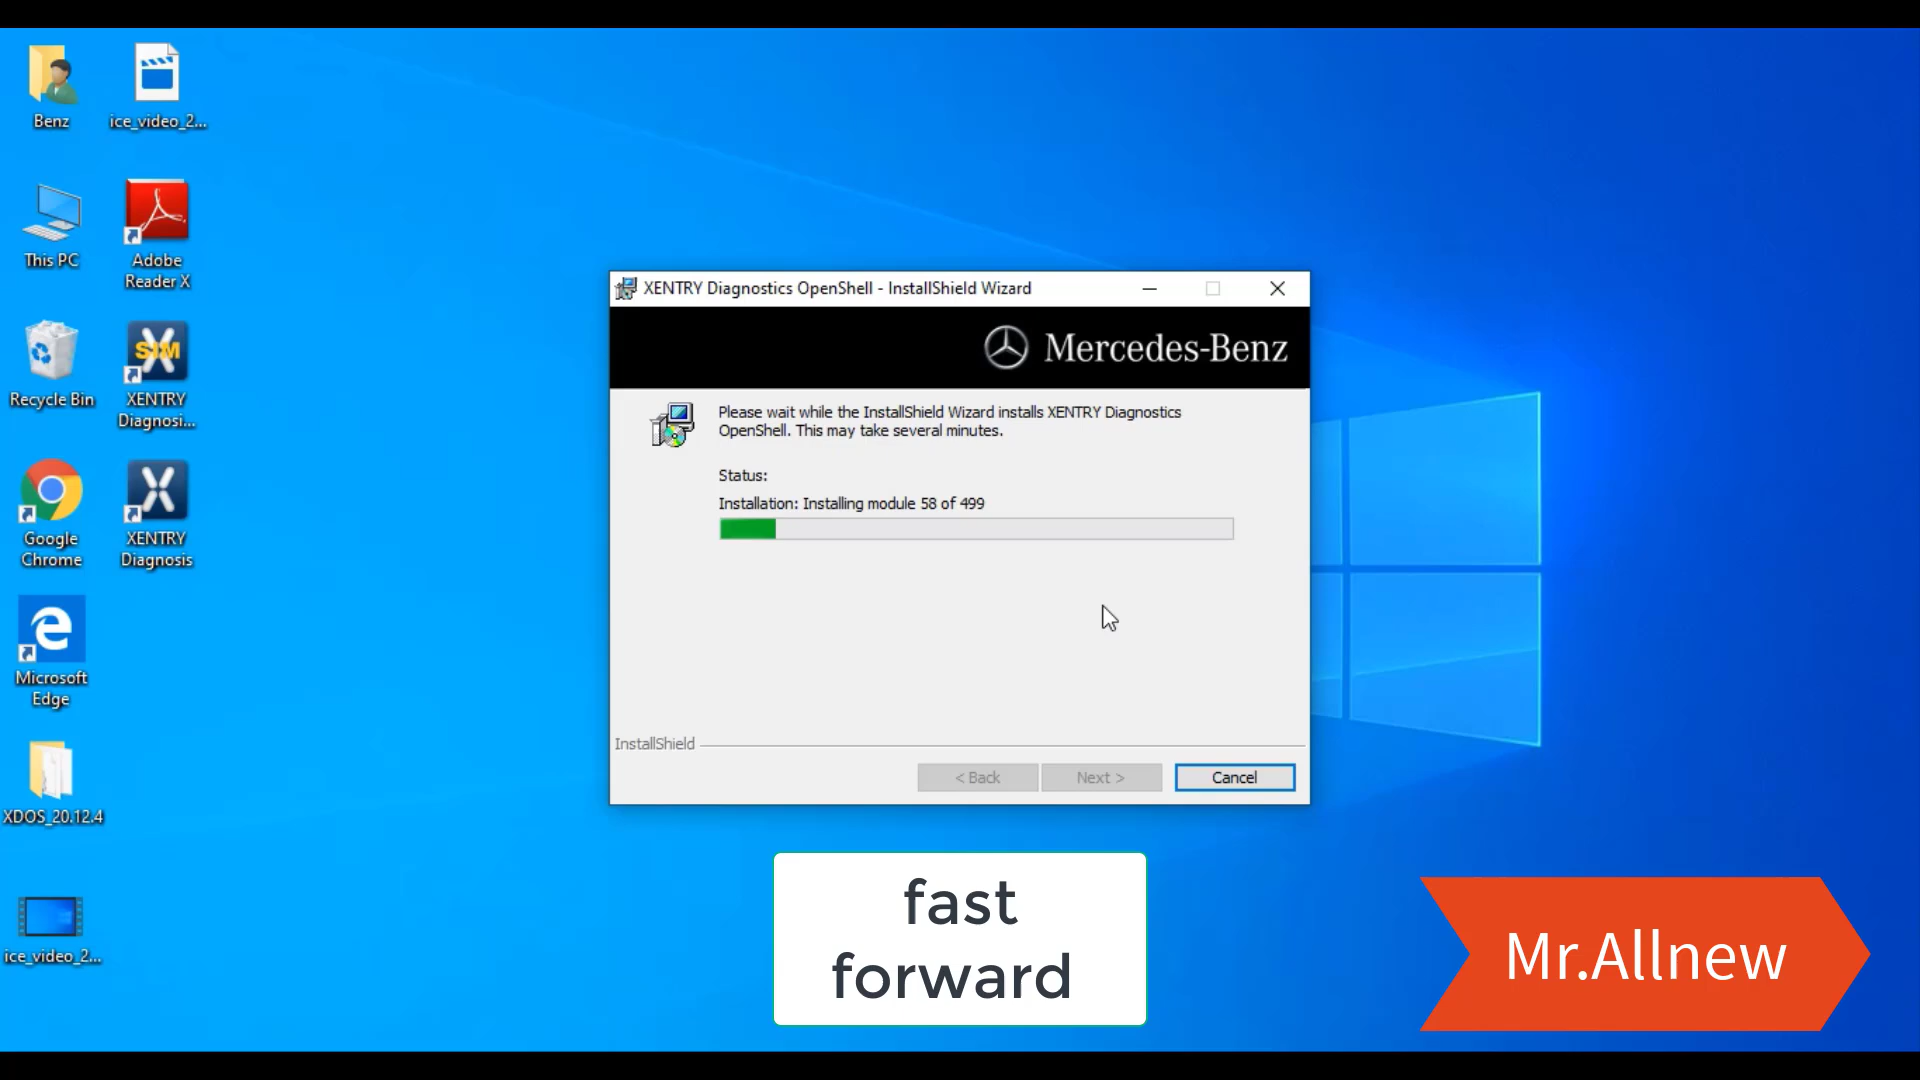 Benz
ice_video_2...
This PC
Adobe
Reader X
Recycle Bin
SIM
XENTRY
Diagnosi...
Google
Chrome
XENTRY
Diagnosis
Microsoft
Edge
XDOS_20.12.4
ice_video_2...
XENTRY Diagnostics OpenShell - InstallShield Wizard
Mercedes-Benz
Please wait while the InstallShield Wizard installs XENTRY Diagnostics
OpenShell. This may take several minutes.
Status:
Installation: Installing module 58 of 499
InstallShield
< Back
Next >
Cancel
fast
forward
Mr.Allnew